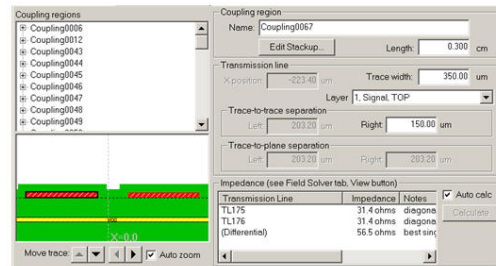 Coupling regions
Coupling0006
Coupling0012
Coupling0043
Coupling0044
Coupling0045
Coupling0046
Coupling0047
Coupling0048
Coupling0049
X=0.0
Move trace:
Auto zoom
Coupling region
Name: Coupling0067
Edit Stackup... Length: 0.300 cm
Transmission line
X position: -223.40 um Trace width: 350.00 um
Layer 1, Signal, TOP
Trace-to-trace separation
Left: 203.20 um Right: 150.00 um
Trace-to-plane separation
Left: 203.20 um Right: 203.20 um
Impedance (see Field Solver tab, View button)
Transmission Line Impedance Notes
TL175 31.4 ohms diagona
TL176 31.4 ohms diagona
(Differential) 56.5 ohms best sing
Auto calc
Calculate